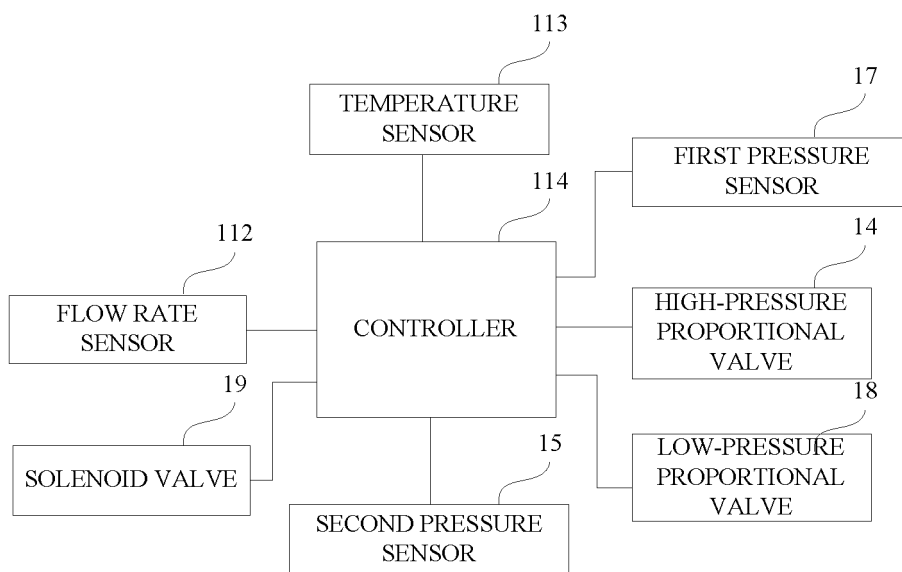 113
TEMPERATURE
SENSOR
17
FIRST PRESSURE
SENSOR
114
112
14
FLOW RATE
SENSOR
CONTROLLER
HIGH-PRESSURE
PROPORTIONAL
VALVE
19
18
SOLENOID VALVE
15
LOW-PRESSURE
PROPORTIONAL
VALVE
SECOND PRESSURE
SENSOR